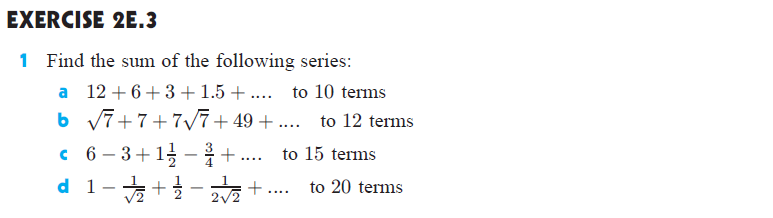 EXERCISE 2E.3
1 Find the sum of the following series:
a 12 + 6 + 3 + 1.5 + .... to 10 terms
b √7 + 7 + 7√7 + 49 + .... to 12 terms
c 6 − 3 + 1 1/2 − 3/4 + .... to 15 terms
d 1 − 1/√2 + 1/2 − 1/(2√2) + .... to 20 terms